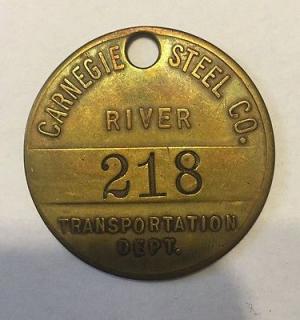 CARNEGIE STEEL CO.
RIVER
218
TRANSPORTATION
DEPT.